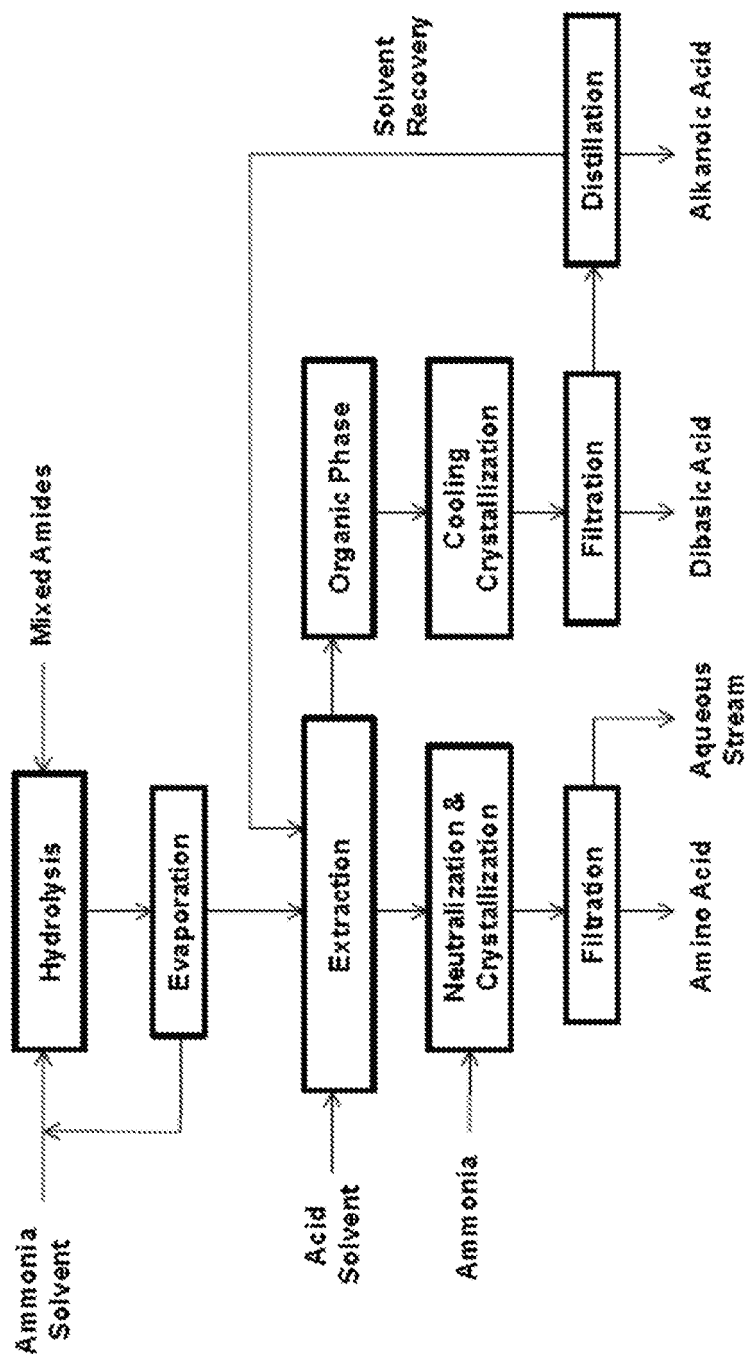 Ammonia
Solvent
Hydrolysis
Mixed Amides
Evaporation
Solvent
Recovery
Acid
Solvent
Extraction
Organic Phase
Ammonia
Neutralization &
Crystallization
Cooling
Crystallization
Filtration
Filtration
Distillation
Amino Acid
Aqueous
Stream
Dibasic Acid
Alkanoic Acid